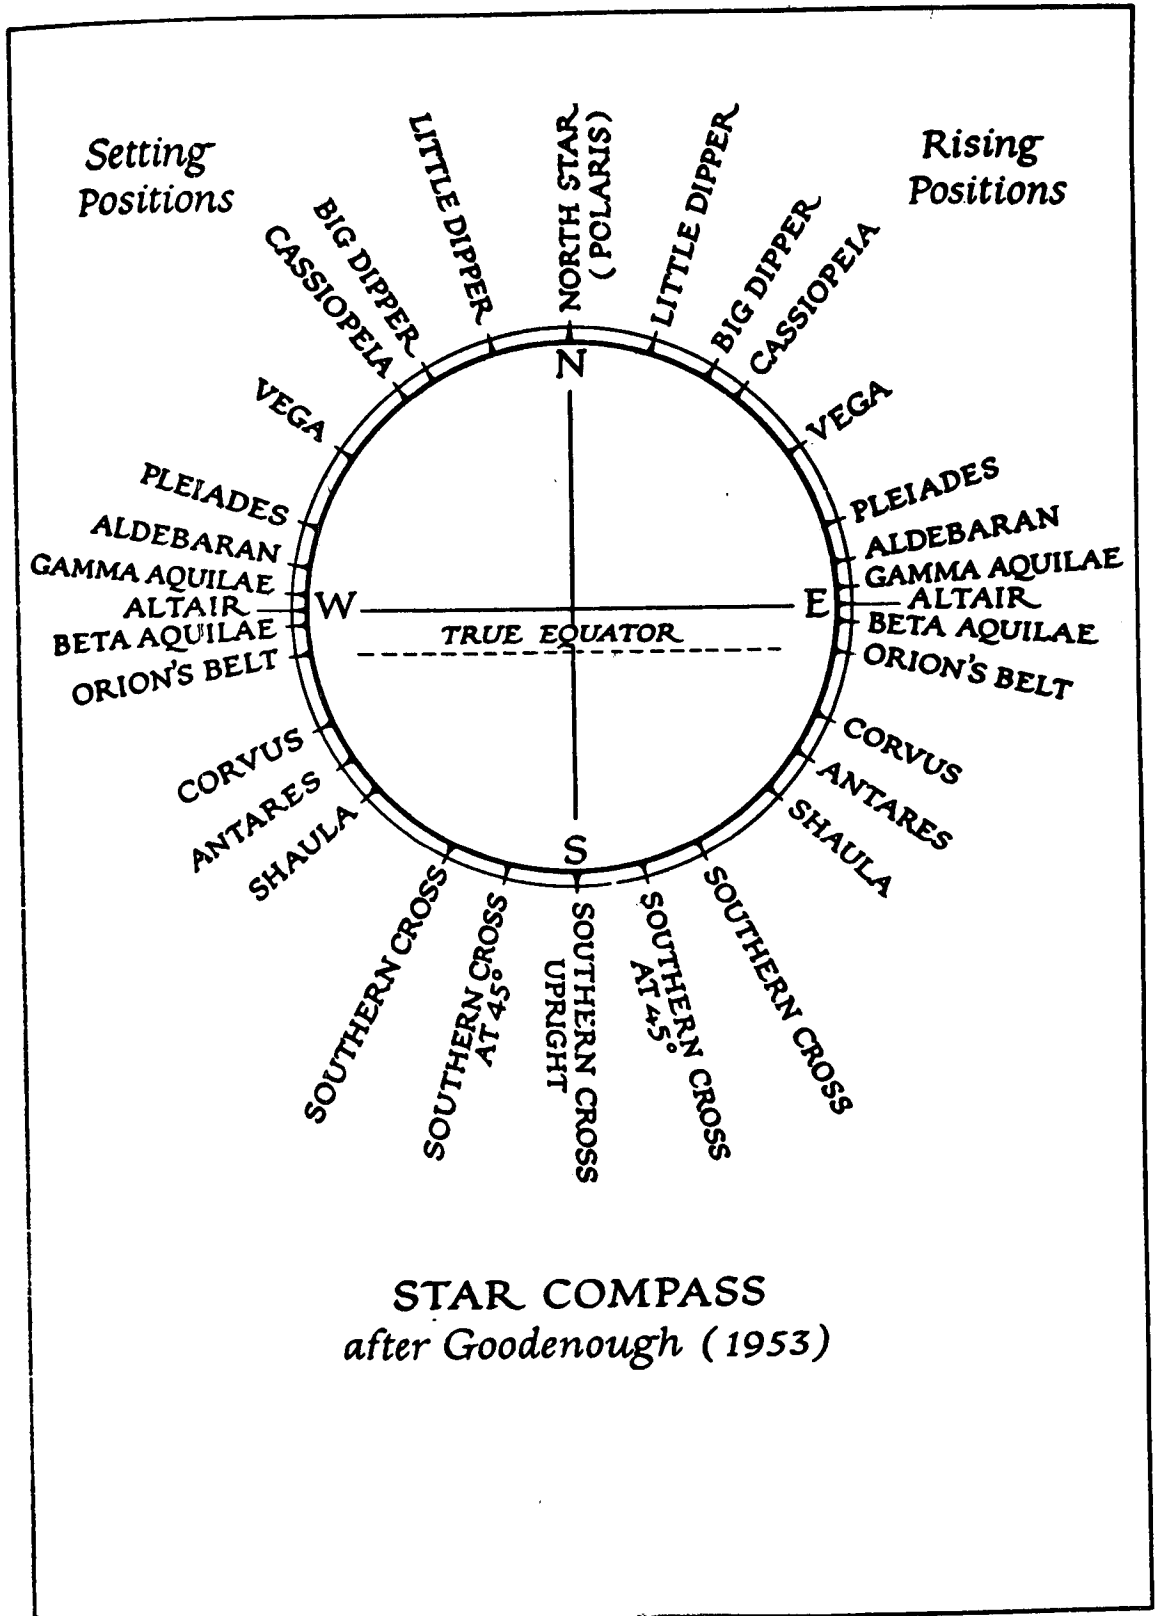 Setting
Positions
Rising
Positions
NORTH STAR
(POLARIS)
LITTLE DIPPER
BIG DIPPER
CASSIOPEIA
VEGA
PLEIADES
ALDEBARAN
GAMMA AQUILAE
ALTAIR
BETA AQUILAE
ORION'S BELT
CORVUS
ANTARES
SHAULA
SOUTHERN CROSS
SOUTHERN CROSS
AT 45°
SOUTHERN CROSS
UPRIGHT
SOUTHERN CROSS
AT 45°
SOUTHERN CROSS
SHAULA
ANTARES
CORVUS
ORION'S BELT
BETA AQUILAE
ALTAIR
GAMMA AQUILAE
ALDEBARAN
PLEIADES
VEGA
CASSIOPEIA
BIG DIPPER
LITTLE DIPPER
N
W
E
TRUE EQUATOR
S
STAR COMPASS
after Goodenough (1953)